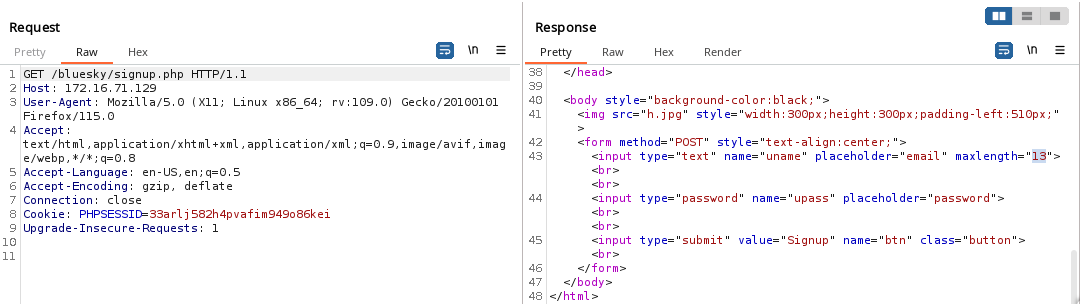 Request
Pretty Raw Hex \n
1 GET /bluesky/signup.php HTTP/1.1
2 Host: 172.16.71.129
3 User-Agent: Mozilla/5.0 (X11; Linux x86_64; rv:109.0) Gecko/20100101
Firefox/115.0
4 Accept:
text/html,application/xhtml+xml,application/xml;q=0.9,image/avif,imag
e/webp,*/*;q=0.8
5 Accept-Language: en-US,en;q=0.5
6 Accept-Encoding: gzip, deflate
7 Connection: close
8 Cookie: PHPSESSID=33arlj582h4pvafim949o86kei
9 Upgrade-Insecure-Requests: 1
10
11
Response
Pretty Raw Hex Render \n
38 </head>
39
40 <body style="background-color:black;">
41 <img src="h.jpg" style="width:300px;height:300px;padding-left:510px;"
>
42 <form method="POST" style="text-align:center;">
43 <input type="text" name="uname" placeholder="email" maxlength="13">
<br>
<br>
44 <input type="password" name="upass" placeholder="password">
<br>
<br>
45 <input type="submit" value="Signup" name="btn" class="button">
<br>
46 </form>
47 </body>
48 </html>